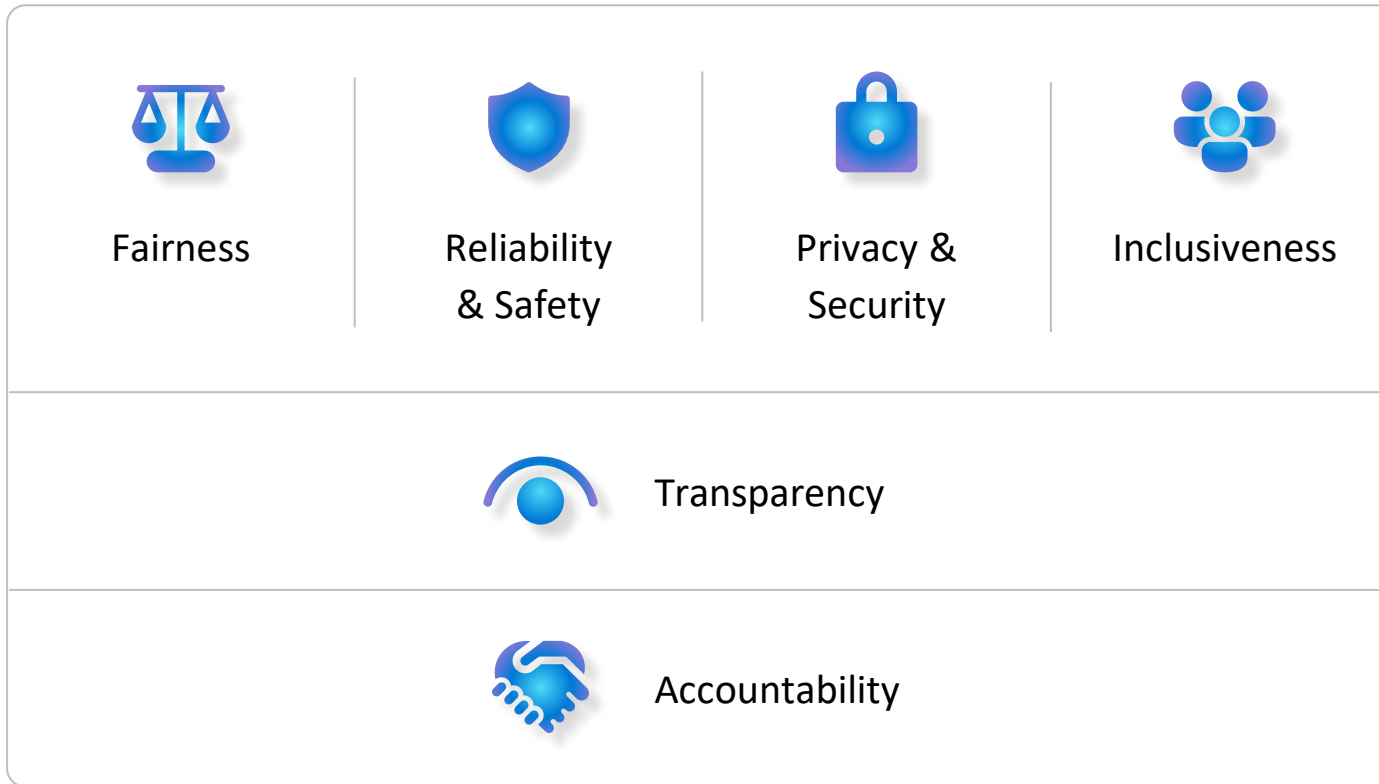 Fairness
Reliability
& Safety
Privacy &
Security
Inclusiveness
Transparency
Accountability